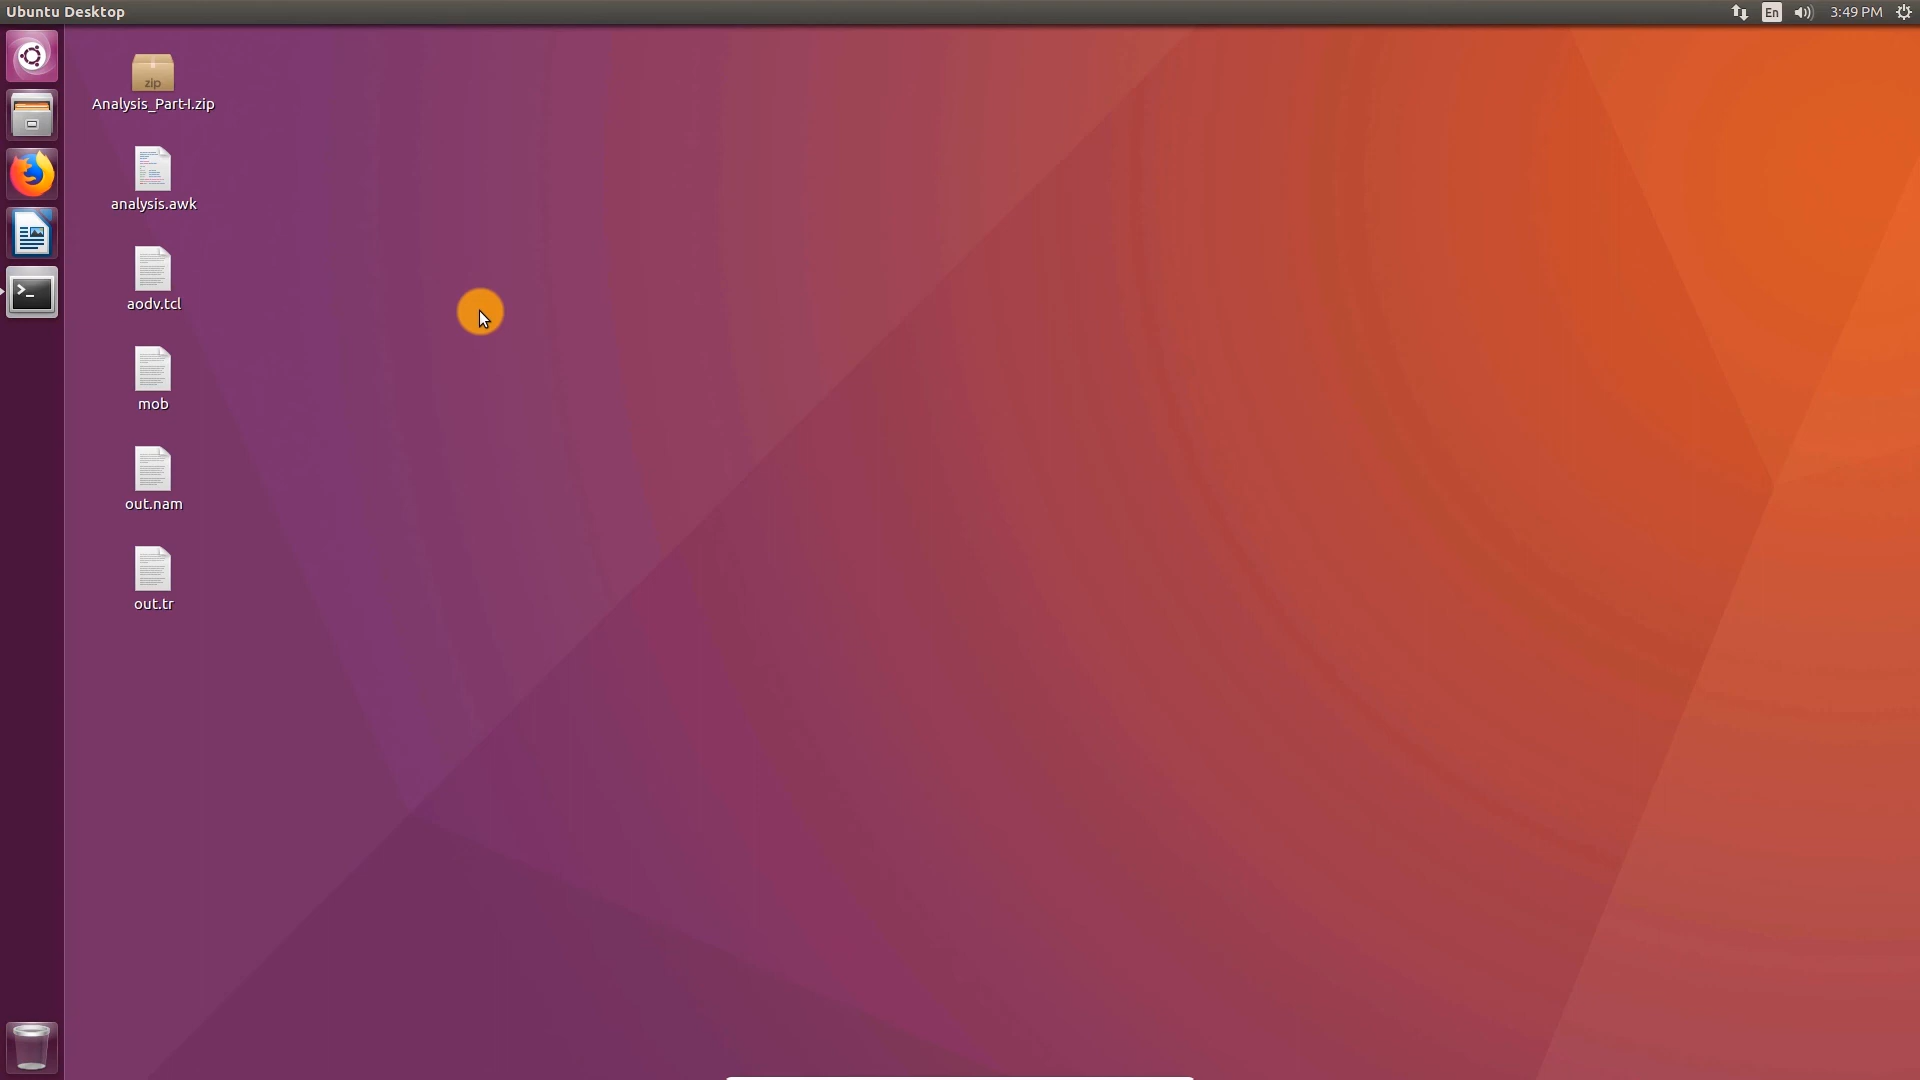 Ubuntu Desktop
En
3:49 PM
zip
Analysis_Part-I.zip
analysis.awk
aodv.tcl
mob
out.nam
out.tr
>_